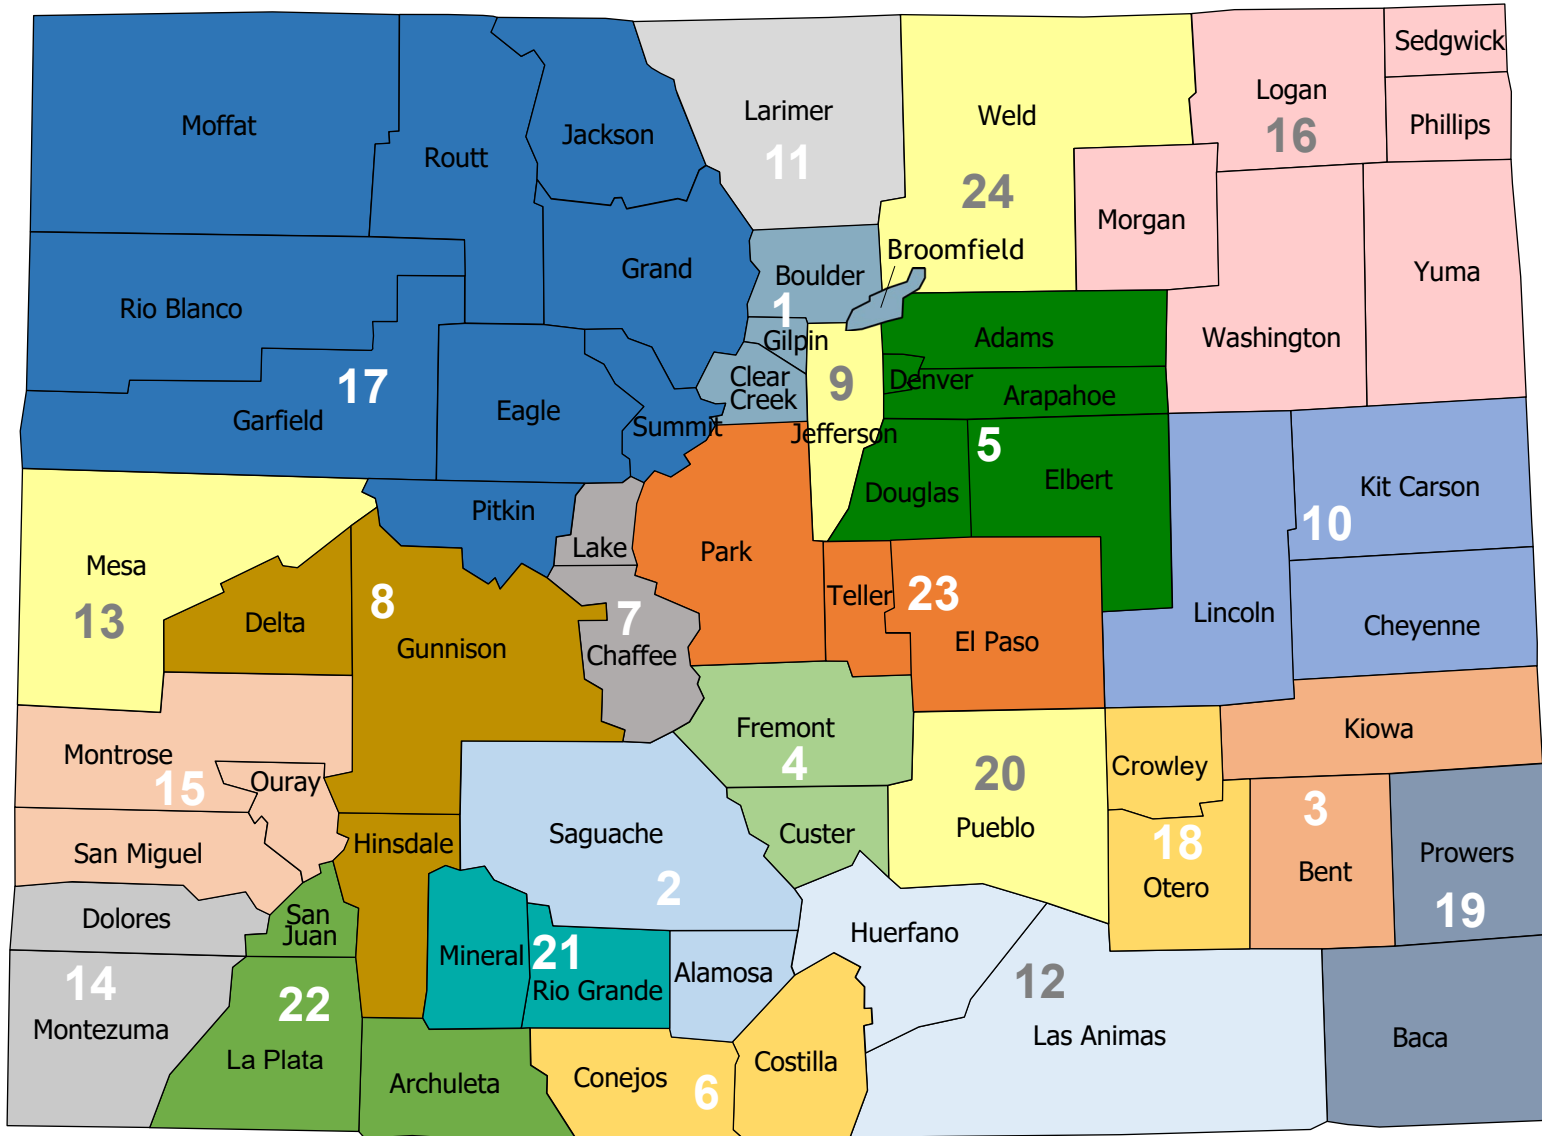 Sedgwick
Moffat
Routt
Jackson
Larimer
11
Weld
24
Logan
16
Phillips
Morgan
Yuma
Washington
Rio Blanco
Grand
Boulder
1
Broomfield
Gilpin
Clear
Creek
9
Jefferson
Adams
Denver
Arapahoe
Garfield
17
Eagle
Summit
Pitkin
Douglas
5
Elbert
Kit Carson
10
Lincoln
Cheyenne
Mesa
13
Delta
8
Gunnison
Lake
7
Chaffee
Park
Teller
23
El Paso
Montrose
15
Ouray
San Miguel
Hinsdale
Saguache
2
Fremont
4
Custer
20
Pueblo
Crowley
18
Otero
Kiowa
3
Bent
Prowers
19
Dolores
14
Montezuma
San
Juan
22
La Plata
Archuleta
Mineral
21
Rio Grande
Alamosa
Conejos
6
Costilla
Huerfano
12
Las Animas
Baca